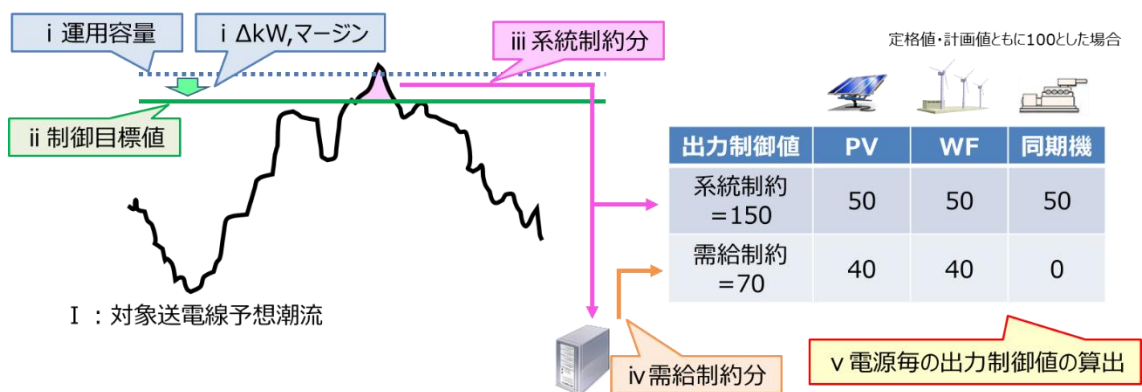 ⅰ 運用容量
ⅰ ΔkW,マージン
ⅲ 系統制約分
定格値・計画値ともに100とした場合
ⅱ 制御目標値
出力制御値 PV WF 同期機
系統制約
=150 50 50 50
需給制約
=70 40 40 0
Ⅰ：対象送電線予想潮流
ⅳ 需給制約分
ⅴ 電源毎の出力制御値の算出